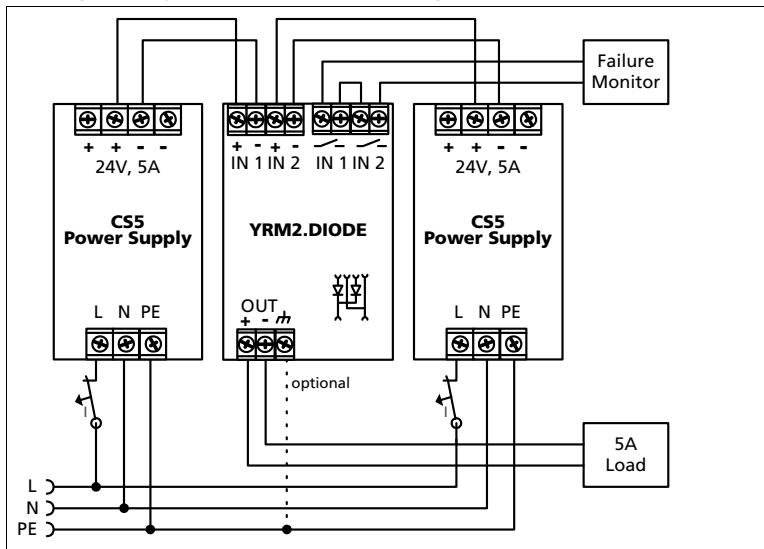 Failure
Monitor
+ + - -
24V, 5A
CS5
Power Supply
L N PE
+ - + -
IN 1 IN 2 IN 1 IN 2
YRM2.DIODE
OUT
+ -
optional
+ + - -
24V, 5A
CS5
Power Supply
L N PE
I
I
5A
Load
L
N
PE